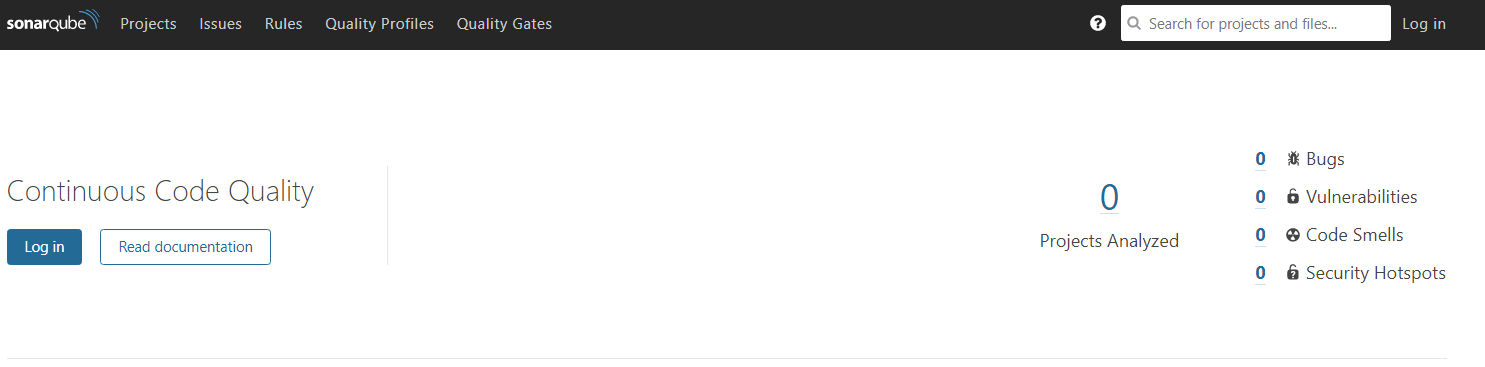 sonarqube Projects Issues Rules Quality Profiles Quality Gates ? Search for projects and files... Log in
Continuous Code Quality
Log in Read documentation
0
Projects Analyzed
0 Bugs
0 Vulnerabilities
0 Code Smells
0 Security Hotspots